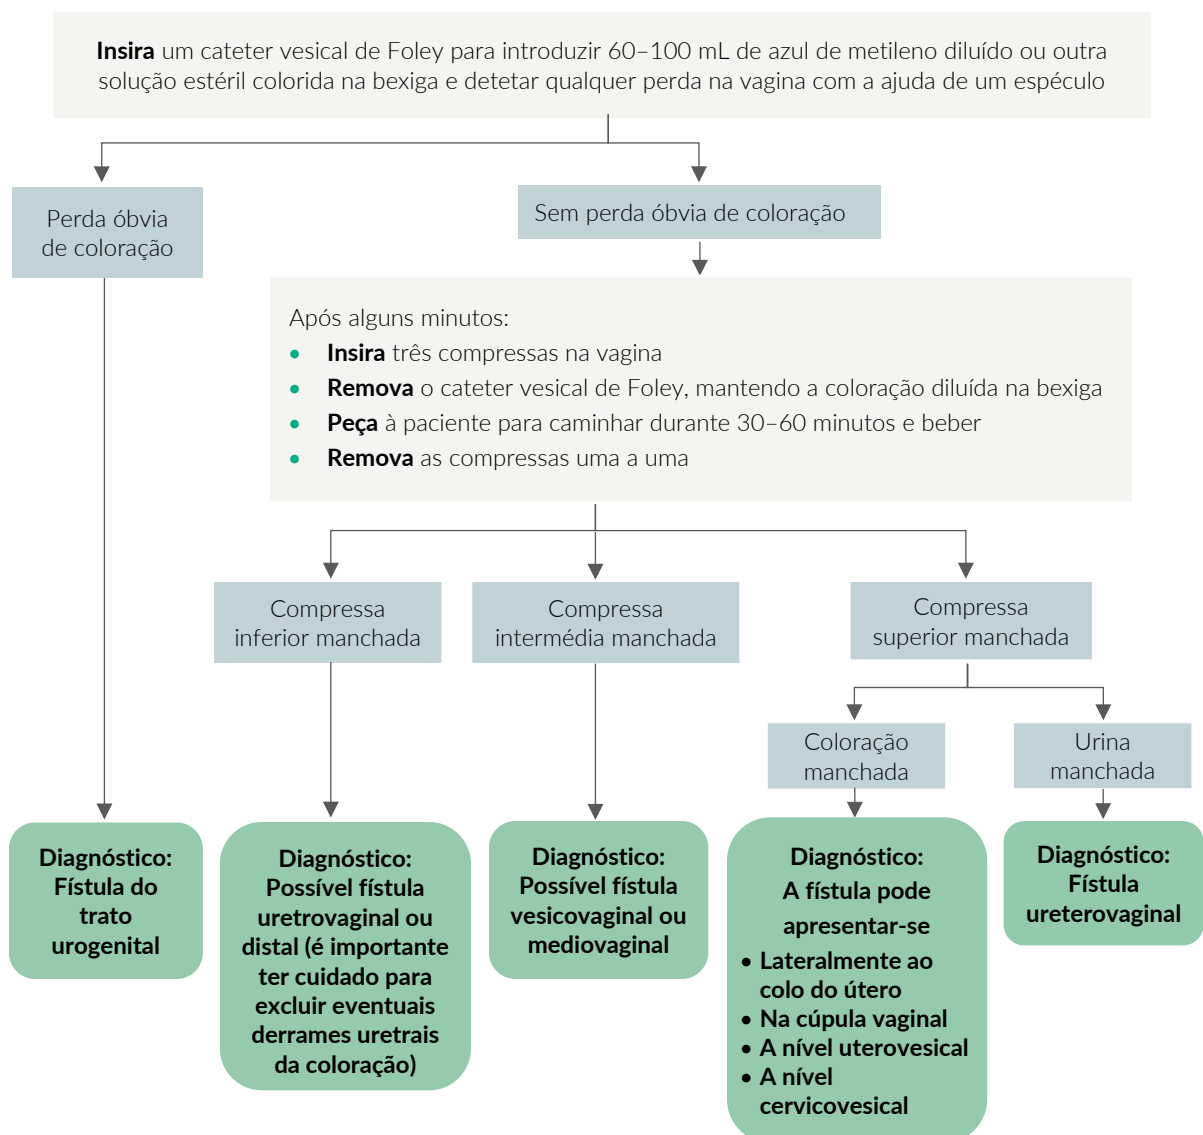 Insira um cateter vesical de Foley para introduzir 60–100 mL de azul de metileno diluído ou outra
solução estéril colorida na bexiga e detetar qualquer perda na vagina com a ajuda de um espéculo
Perda óbvia
de coloração
Sem perda óbvia de coloração
Após alguns minutos:
• Insira três compressas na vagina
• Remova o cateter vesical de Foley, mantendo a coloração diluída na bexiga
• Peça à paciente para caminhar durante 30–60 minutos e beber
• Remova as compressas uma a uma
Compressa
inferior manchada
Compressa
intermédia manchada
Compressa
superior manchada
Coloração
manchada
Urina
manchada
Diagnóstico:
Fístula do
trato
urogenital
Diagnóstico:
Possível fístula
uretrovaginal ou
distal (é importante
ter cuidado para
excluir eventuais
derrames uretrais
da coloração)
Diagnóstico:
Possível fístula
vesicovaginal ou
mediovaginal
Diagnóstico:
A fístula pode
apresentar-se
• Lateralmente ao
colo do útero
• Na cúpula vaginal
• A nível uterovesical
• A nível
cervicovesical
Diagnóstico:
Fístula
ureterovaginal